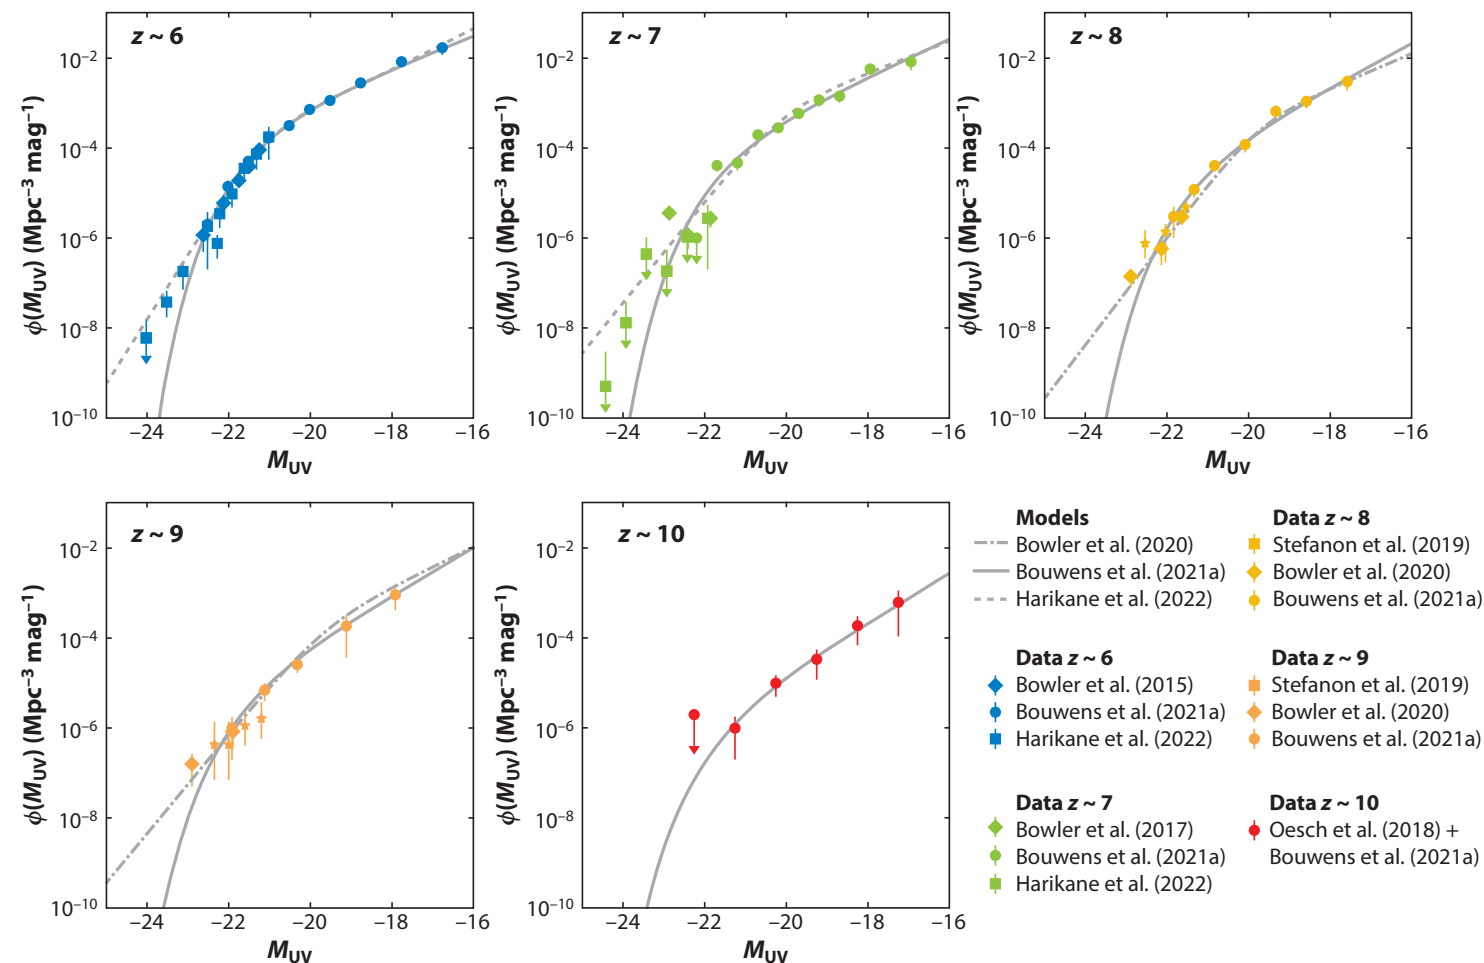 z ~ 6
10⁻²
10⁻⁴
10⁻⁶
10⁻⁸
10⁻¹⁰
ϕ(M_UV) (Mpc⁻³ mag⁻¹)
−24 −22 −20 −18 −16
M_UV
z ~ 7
10⁻²
10⁻⁴
10⁻⁶
10⁻⁸
10⁻¹⁰
ϕ(M_UV) (Mpc⁻³ mag⁻¹)
−24 −22 −20 −18 −16
M_UV
z ~ 8
10⁻²
10⁻⁴
10⁻⁶
10⁻⁸
10⁻¹⁰
ϕ(M_UV) (Mpc⁻³ mag⁻¹)
−24 −22 −20 −18 −16
M_UV
z ~ 9
10⁻²
10⁻⁴
10⁻⁶
10⁻⁸
10⁻¹⁰
ϕ(M_UV) (Mpc⁻³ mag⁻¹)
−24 −22 −20 −18 −16
M_UV
z ~ 10
10⁻²
10⁻⁴
10⁻⁶
10⁻⁸
10⁻¹⁰
ϕ(M_UV) (Mpc⁻³ mag⁻¹)
−24 −22 −20 −18 −16
M_UV
Models
Bowler et al. (2020)
Bouwens et al. (2021a)
Harikane et al. (2022)
Data z ~ 6
Bowler et al. (2015)
Bouwens et al. (2021a)
Harikane et al. (2022)
Data z ~ 7
Bowler et al. (2017)
Bouwens et al. (2021a)
Harikane et al. (2022)
Data z ~ 8
Stefanon et al. (2019)
Bowler et al. (2020)
Bouwens et al. (2021a)
Data z ~ 9
Stefanon et al. (2019)
Bowler et al. (2020)
Bouwens et al. (2021a)
Data z ~ 10
Oesch et al. (2018) +
Bouwens et al. (2021a)